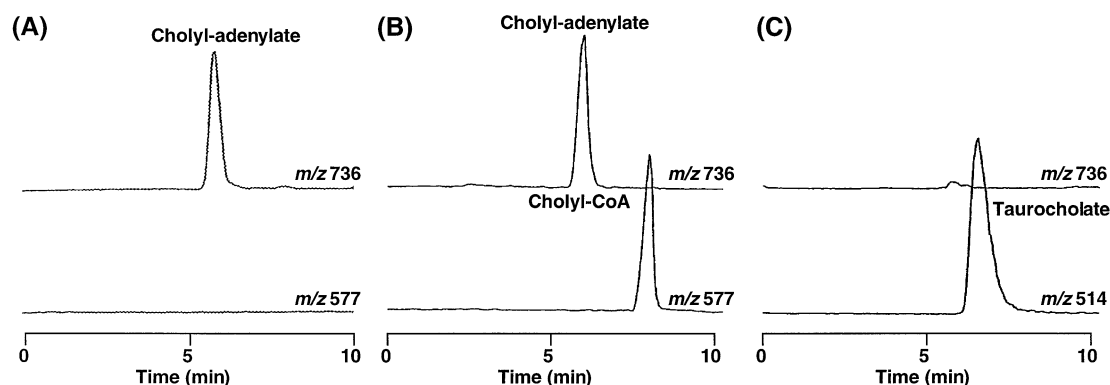 (A)
Cholyl-adenylate
m/z 736
m/z 577
0 5 10
Time (min)
(B)
Cholyl-adenylate
m/z 736
Cholyl-CoA
m/z 577
0 5 10
Time (min)
(C)
m/z 736
Taurocholate
m/z 514
0 5 10
Time (min)